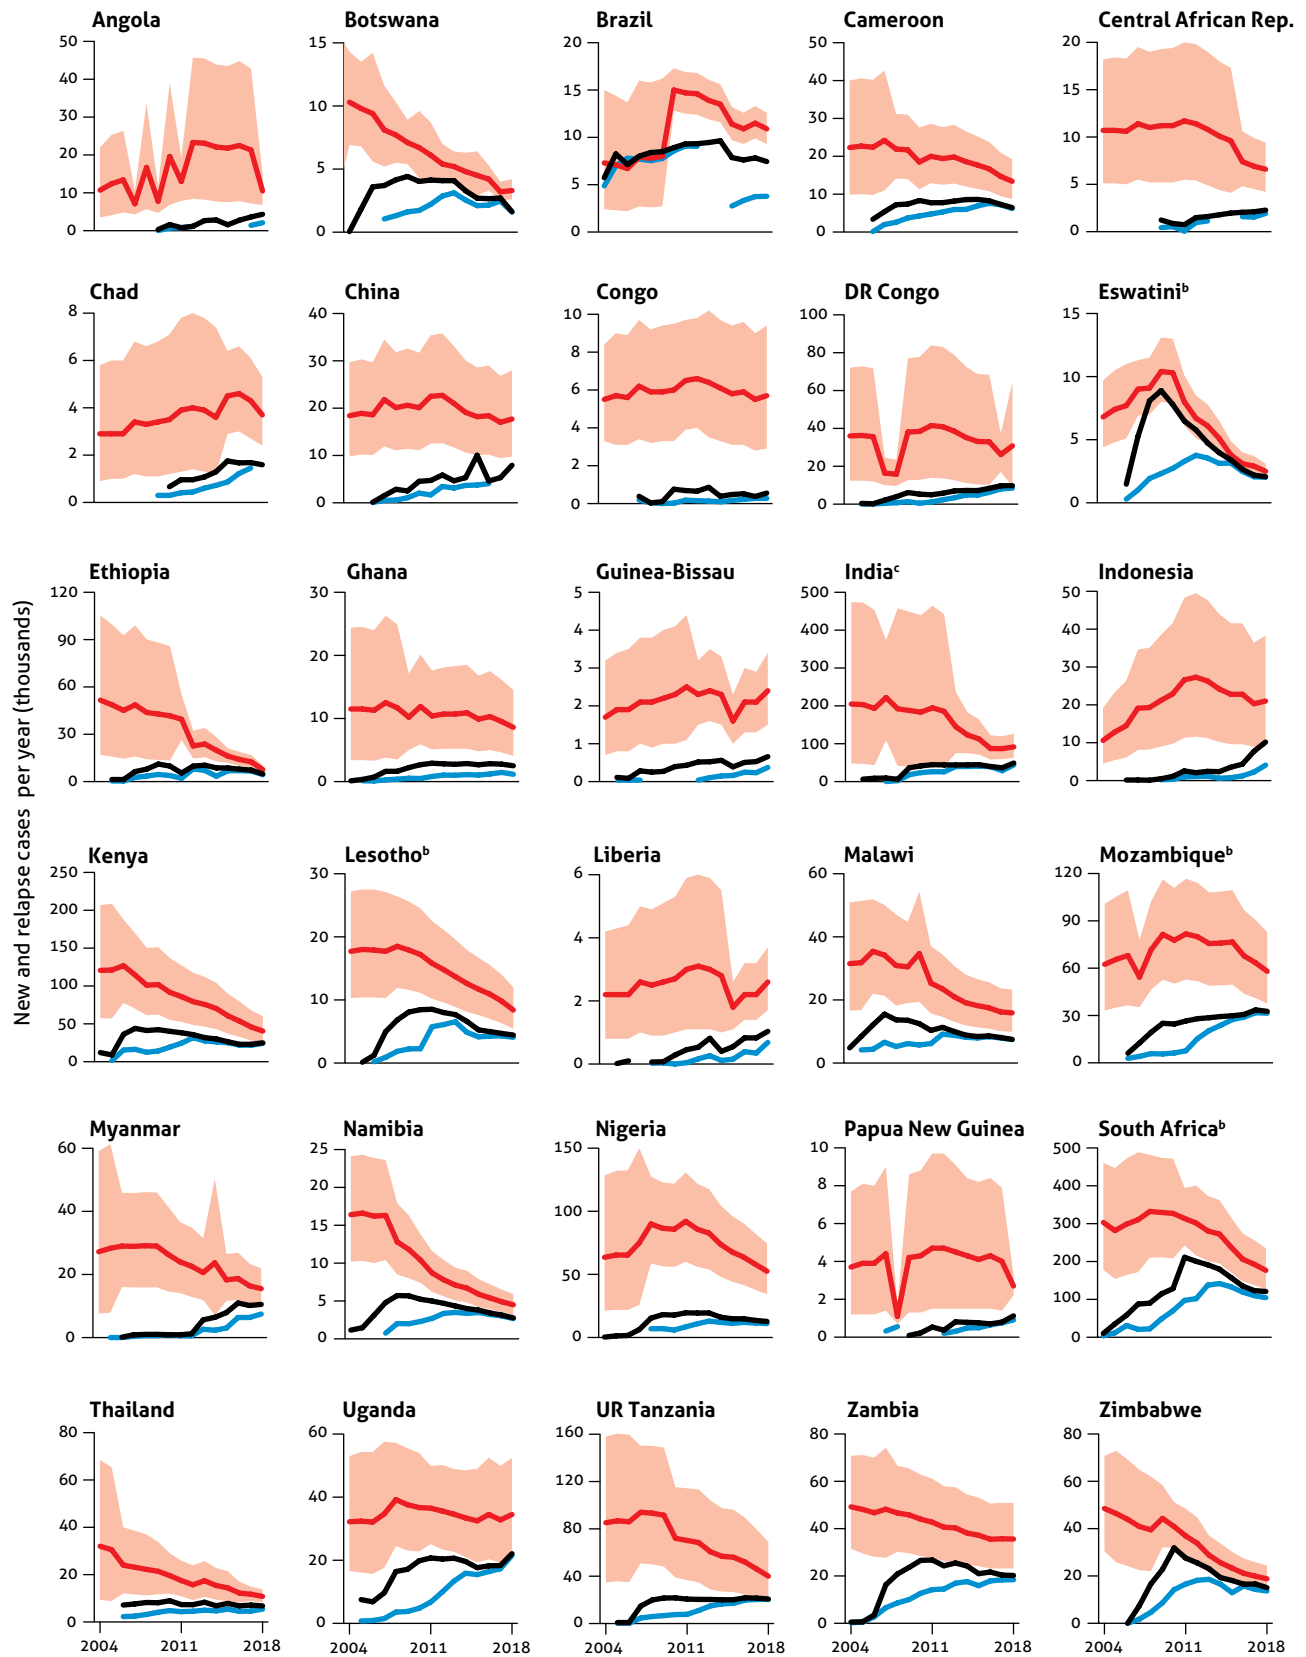 Angola Botswana Brazil Cameroon Central African Rep.
50 15 20 50 20
40 40
10 15 15
30 30
10 10
20 20
5 5 5
10 10
0 0 0 0 0
Chad China Congo DR Congo Eswatiniᵇ
8 40 10 100 15
8 80
6 30
6 60 10
4 20
4 40
5
2 10
2 20
0 0 0 0 0
New and relapse cases per year (thousands)
Ethiopia Ghana Guinea-Bissau Indiaᶜ Indonesia
120 30 5 500 50
4 400 40
90
20
3 300 30
60
2 200 20
10
30
1 100 10
0 0 0 0 0
Kenya Lesothoᵇ Liberia Malawi Mozambiqueᵇ
250 30 6 60 120
200
90
20 4 40
150
60
100
10 2 20
30
50
0 0 0 0 0
Myanmar Namibia Nigeria Papua New Guinea South Africaᵇ
60 25 150 10 500
20 8 400
40 100
15 6 300
10 4 200
20 50
5 2 100
0 0 0 0
Thailand Uganda UR Tanzania Zambia Zimbabwe
80 60 160 80 80
60 120 60 60
40
40 80 40 40
20
20 40 20 20
0 0 0 0 0
2004 2011 2018 2004 2011 2018 2004 2011 2018 2004 2011 2018 2004 2011 2018